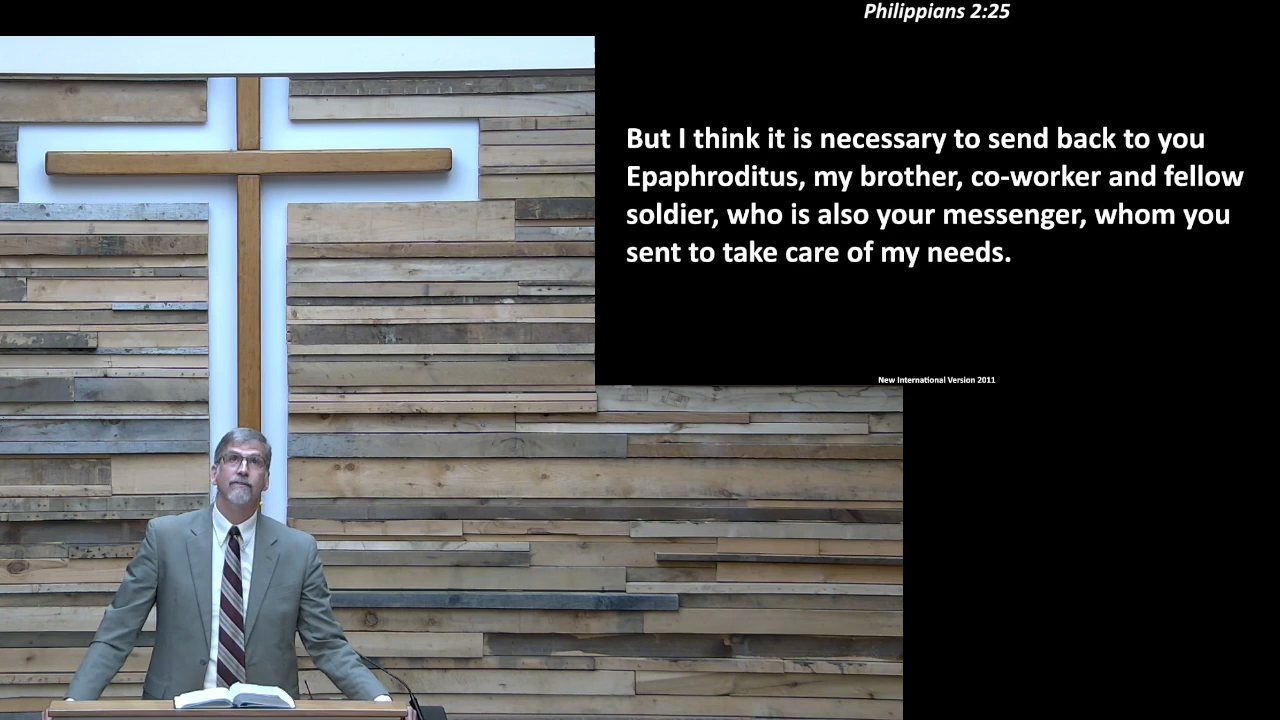 Philippians 2:25
But I think it is necessary to send back to you
Epaphroditus, my brother, co-worker and fellow
soldier, who is also your messenger, whom you
sent to take care of my needs.
New International Version 2011